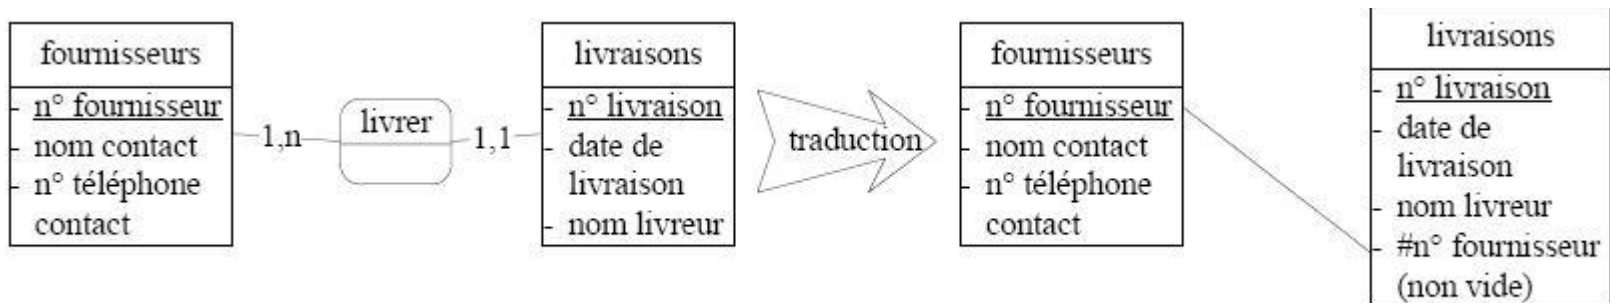 fournisseurs
- n° fournisseur
- nom contact
- n° téléphone
contact
1,n
livrer
1,1
livraisons
- n° livraison
- date de
livraison
- nom livreur
traduction
fournisseurs
- n° fournisseur
- nom contact
- n° téléphone
contact
livraisons
- n° livraison
- date de
livraison
- nom livreur
- #n° fournisseur
(non vide)